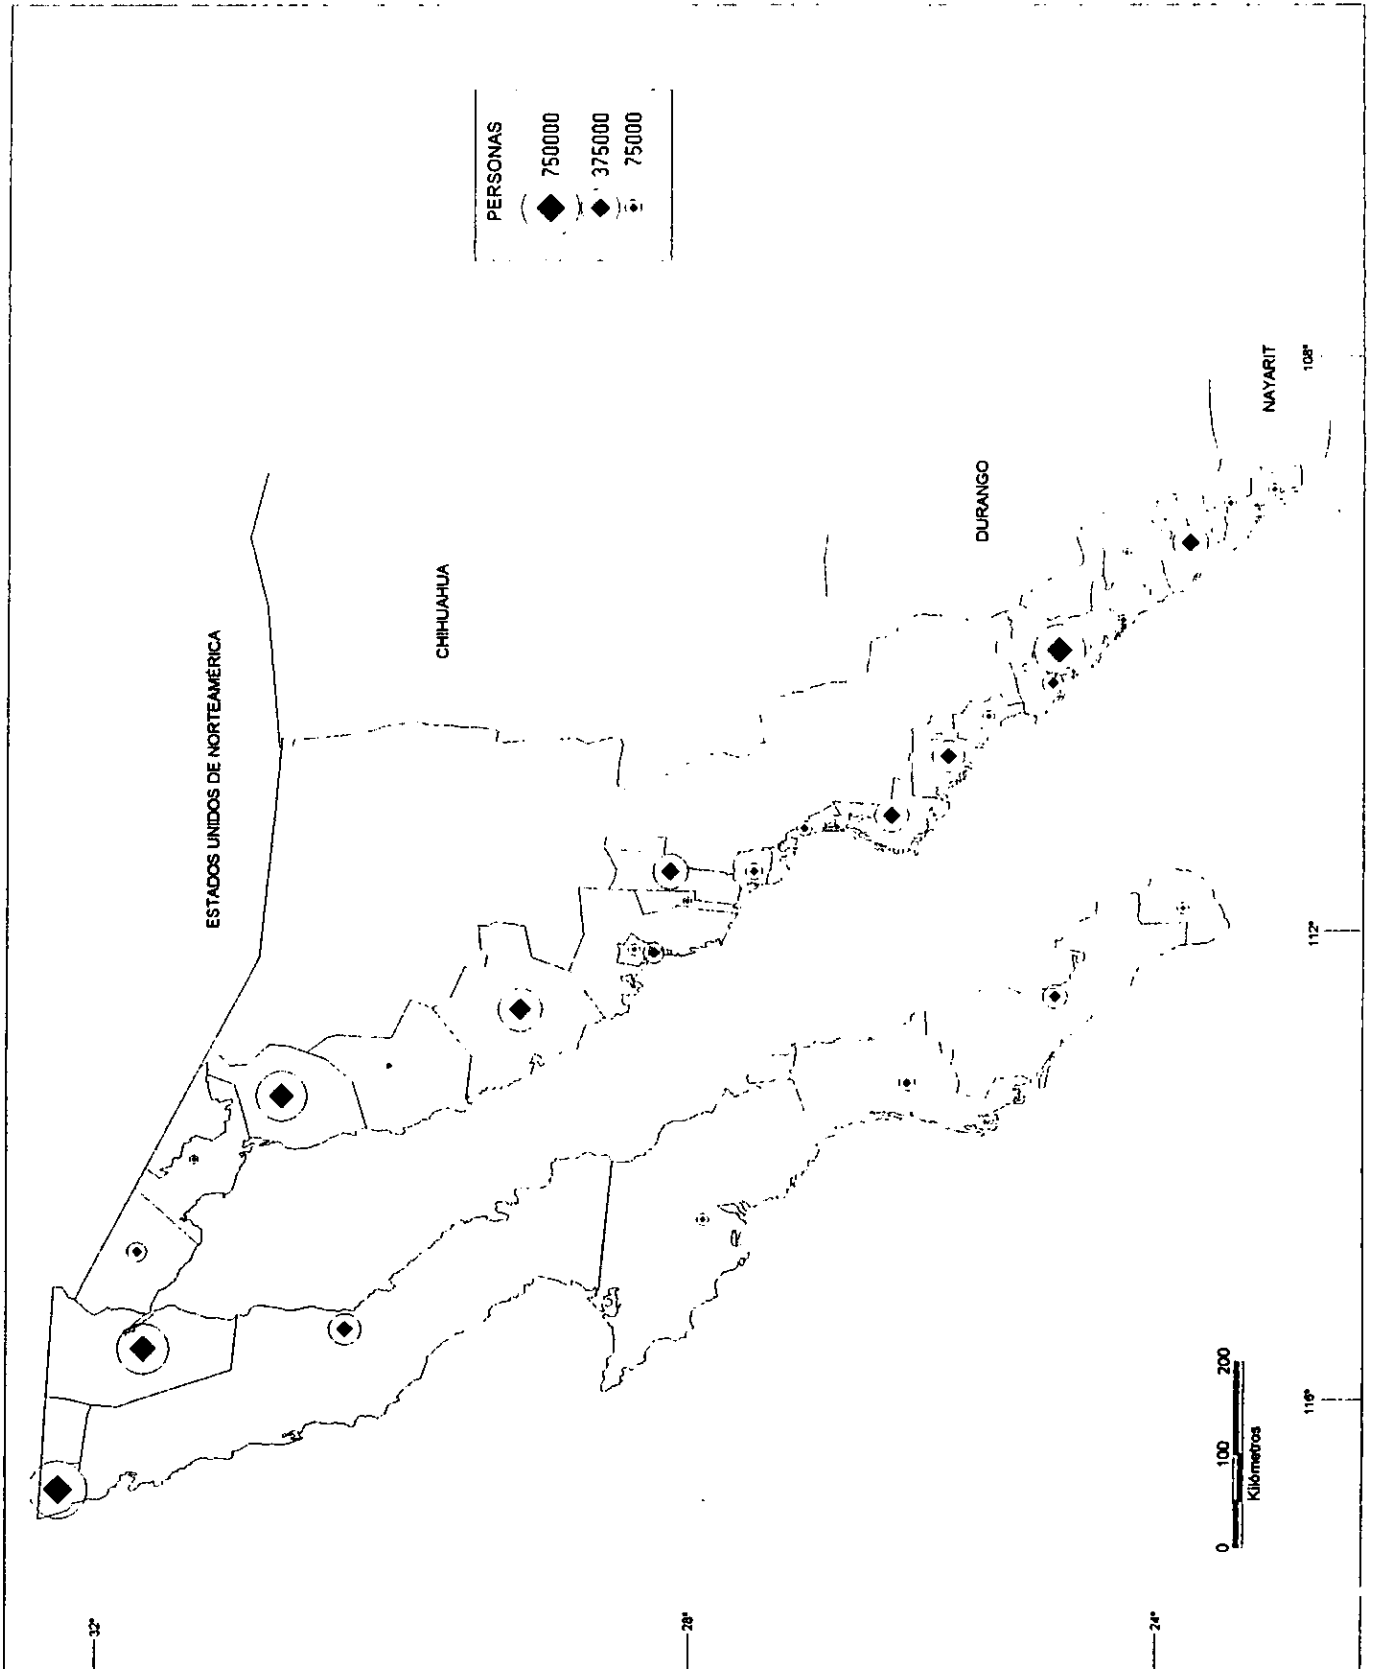 ESTADOS UNIDOS DE NORTEAMÉRICA
CHIHUAHUA
DURANGO
NAYARIT
PERSONAS
750000
375000
75000
32°
28°
24°
116°
112°
108°
0 100 200
Kilómetros